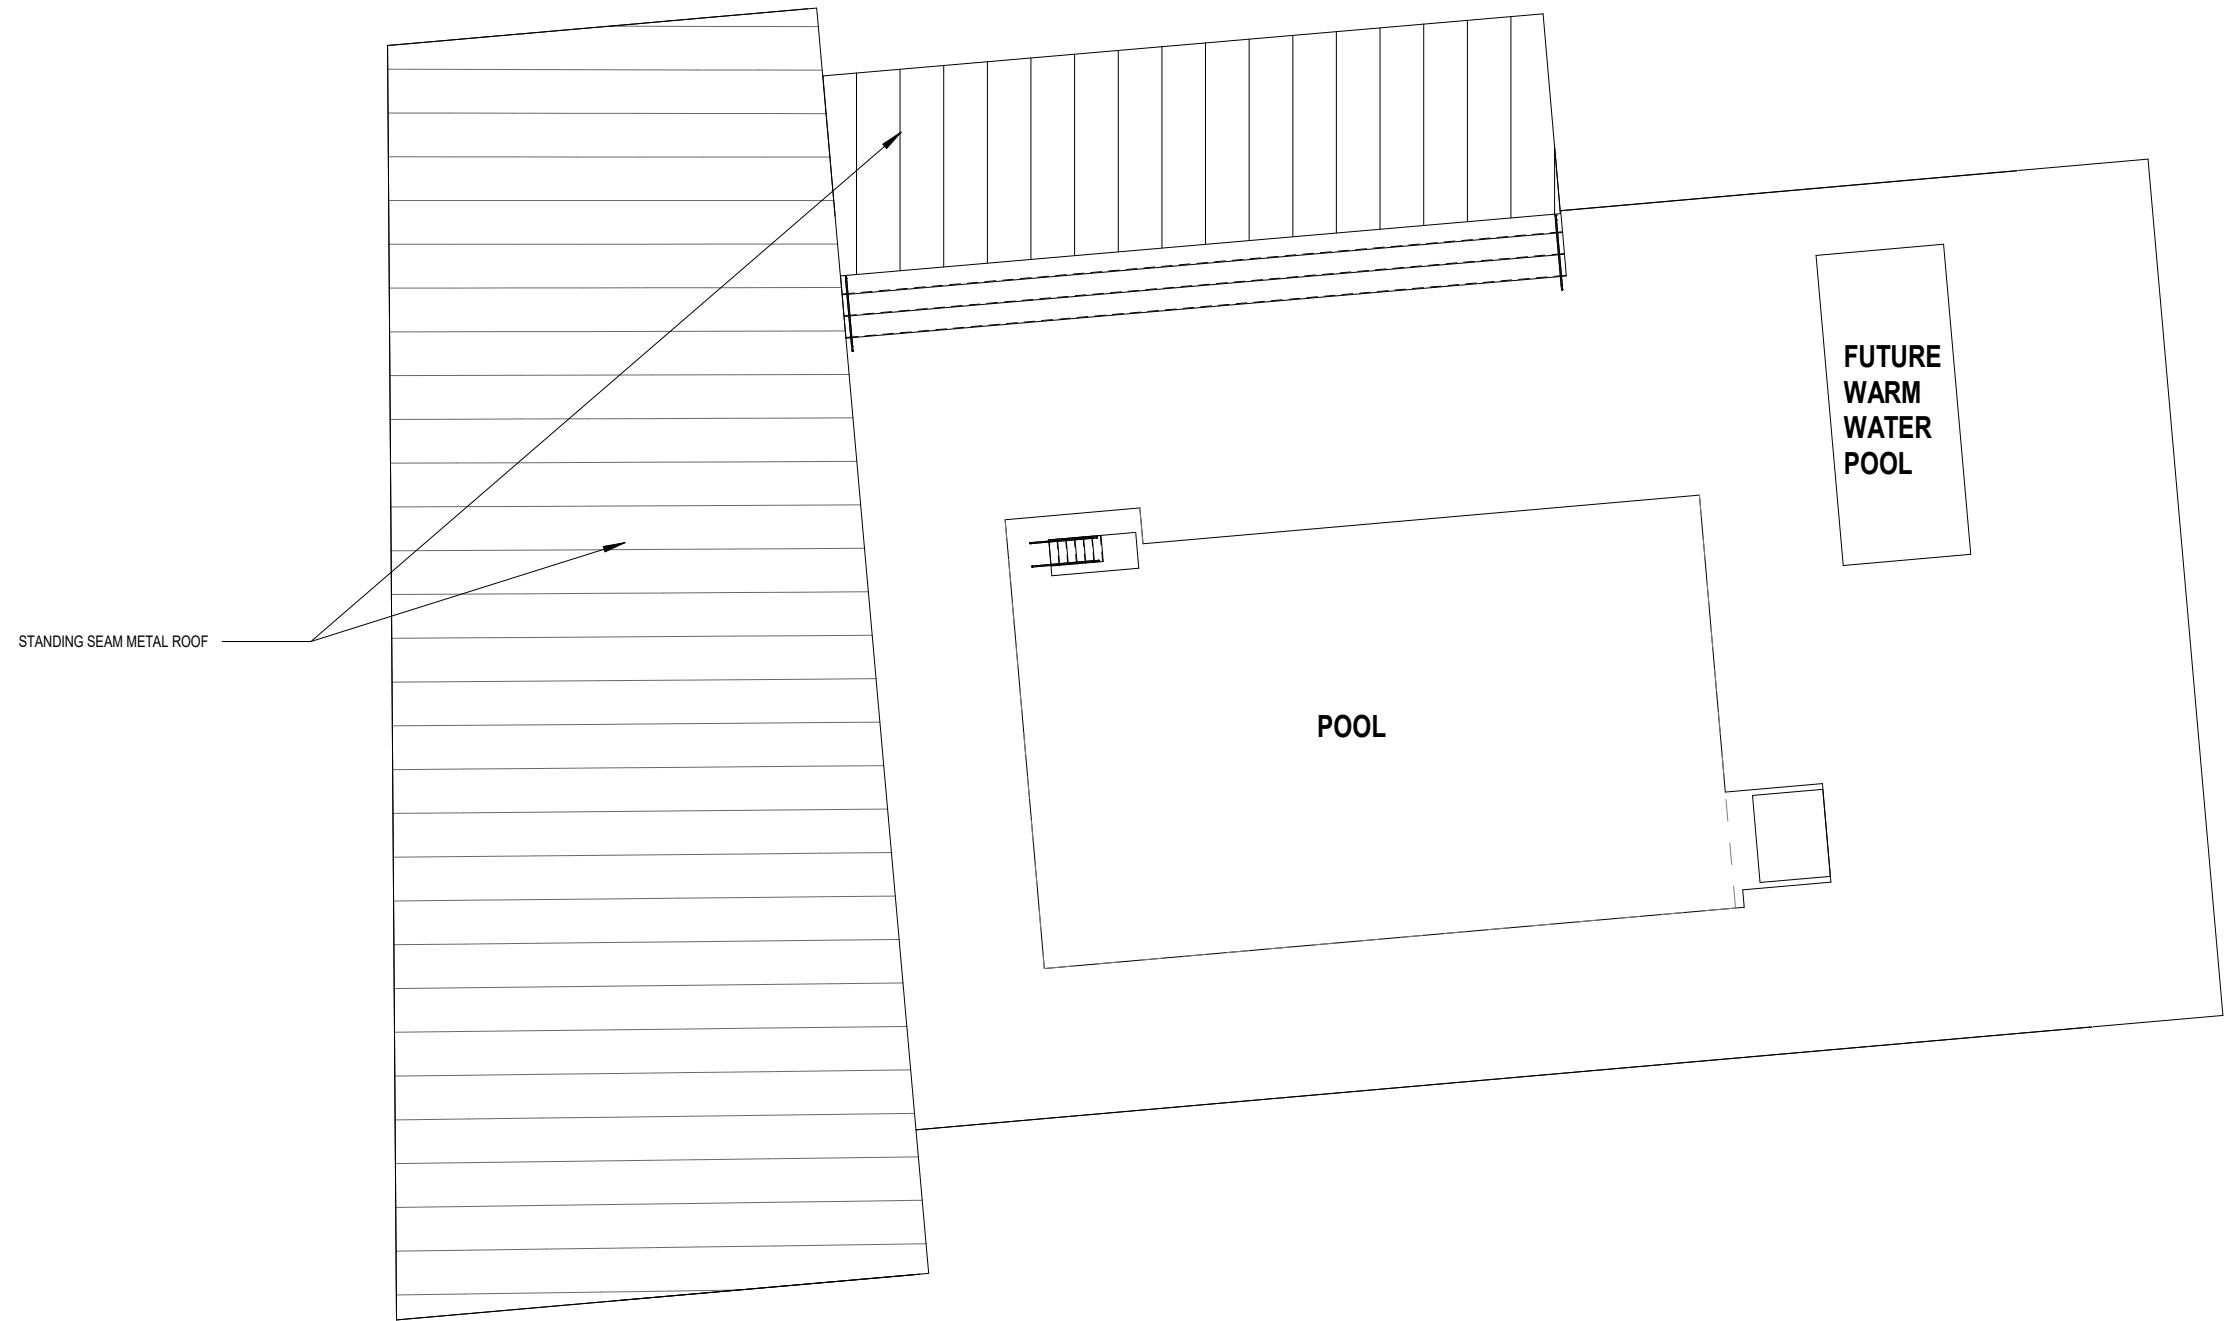 FUTURE
WARM
WATER
POOL
STANDING SEAM METAL ROOF
POOL